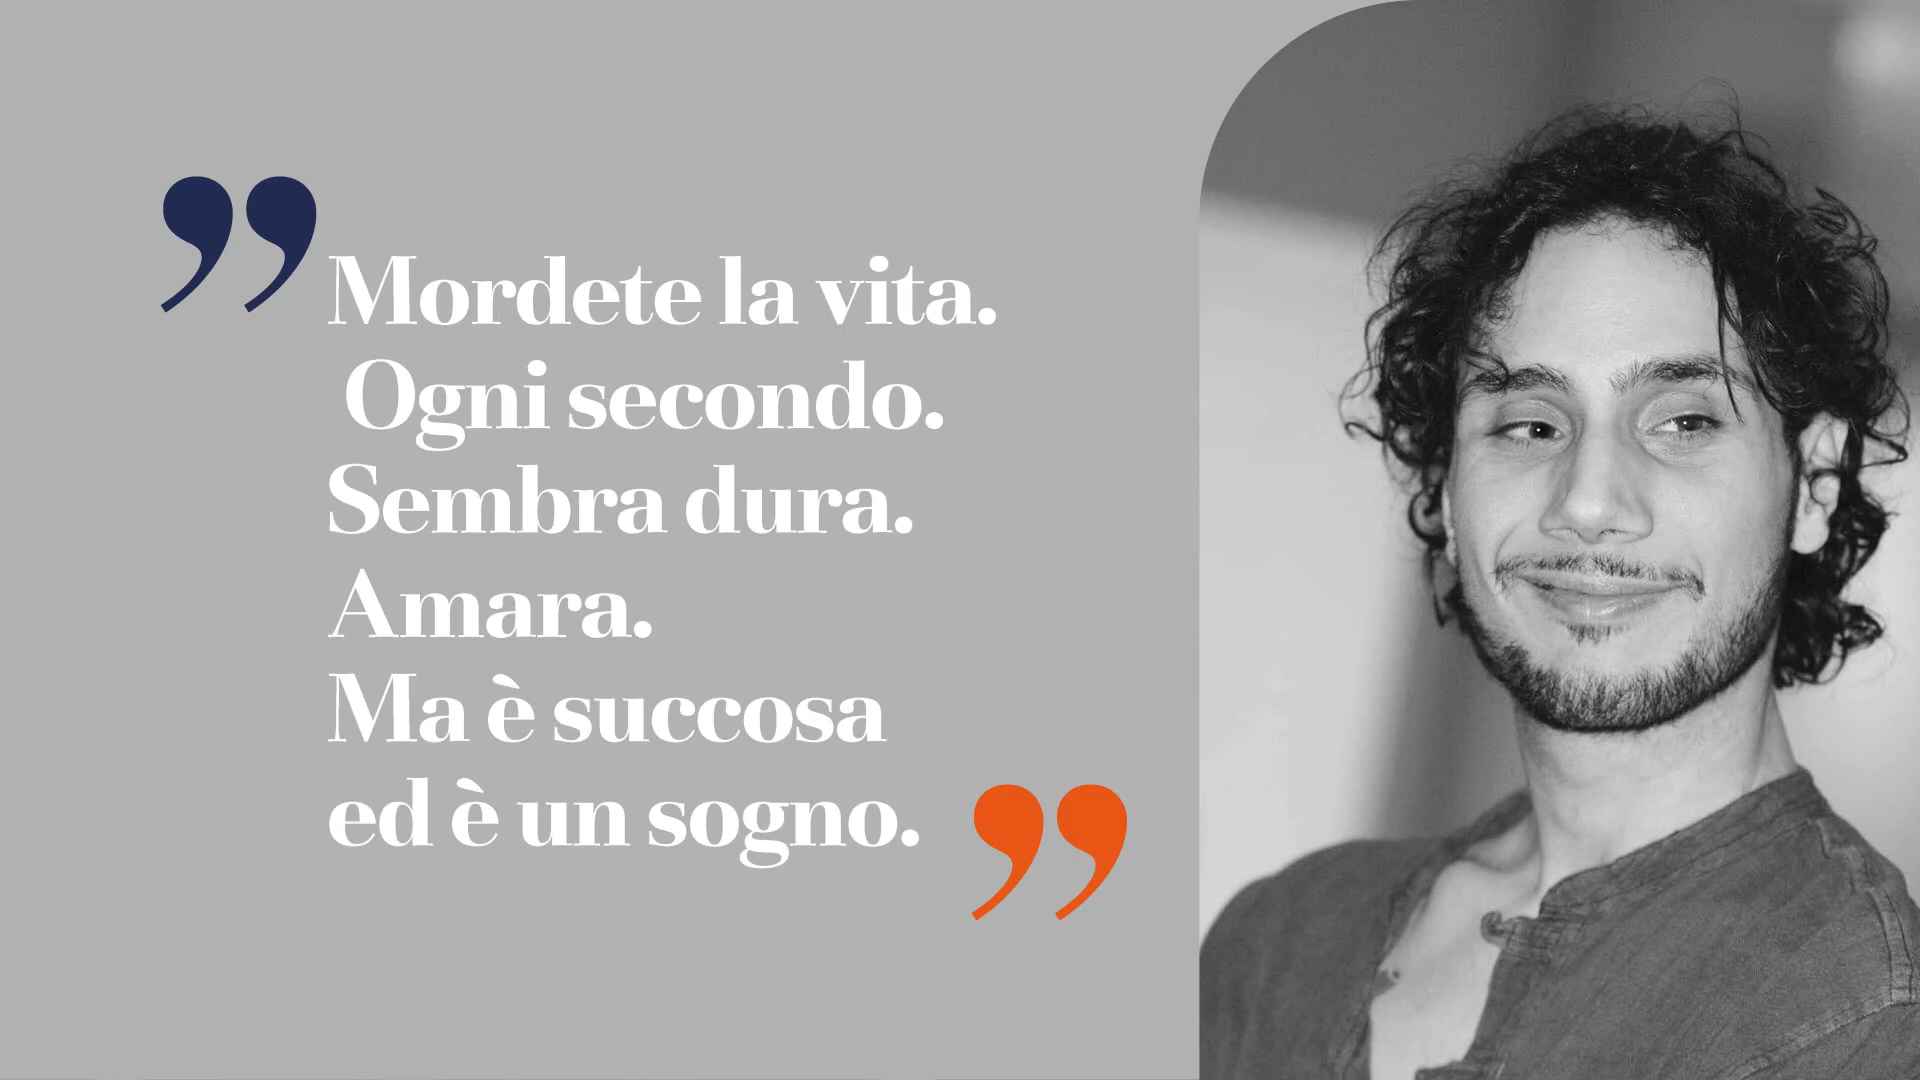 ” Mordete la vita.
Ogni secondo.
Sembra dura.
Amara.
Ma è succosa
ed è un sogno. ”